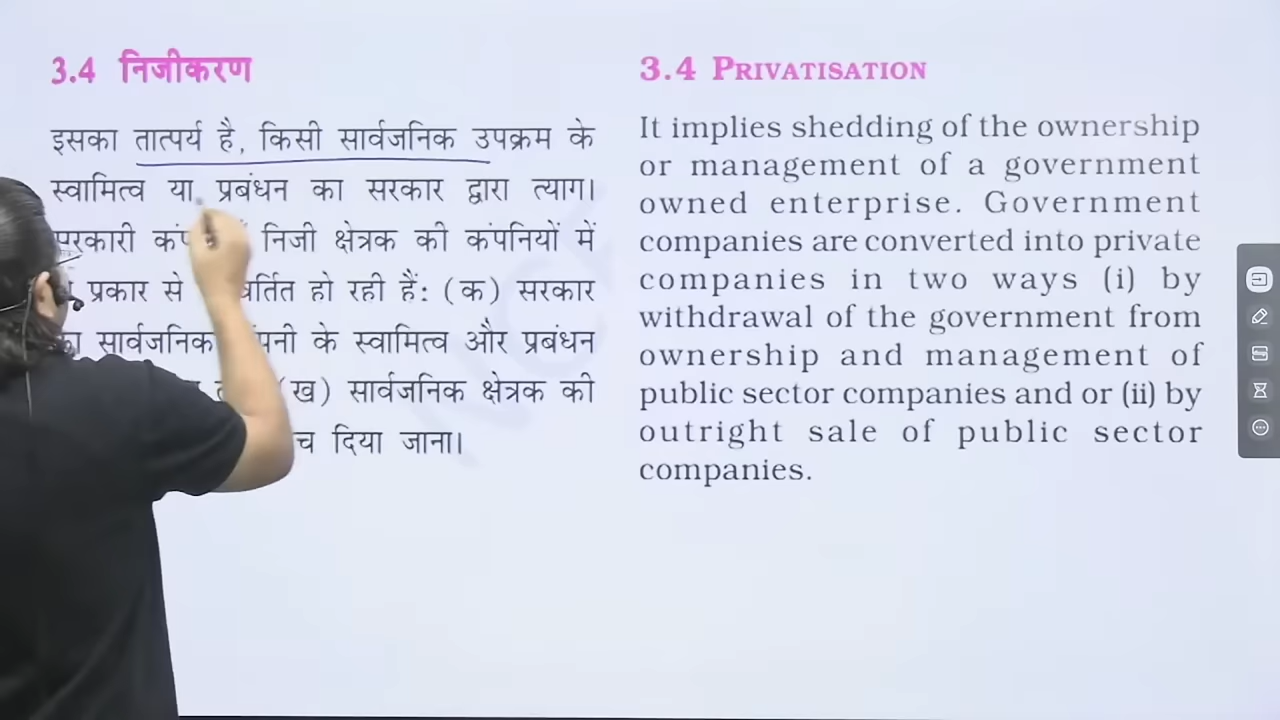 3.4 निजीकरण
इसका तात्पर्य है, किसी सार्वजनिक उपक्रम के
स्वामित्व या प्रबंधन का सरकार द्वारा त्याग।
निजी क्षेत्रक की कंपनियों में
प्रकार से हो रही हैं: (क) सरकार
सार्वजनिक के स्वामित्व और प्रबंधन
(ख) सार्वजनिक क्षेत्रक की
दिया जाना।
3.4 PRIVATISATION
It implies shedding of the ownership
or management of a government
owned enterprise. Government
companies are converted into private
companies in two ways (i) by
withdrawal of the government from
ownership and management of
public sector companies and or (ii) by
outright sale of public sector
companies.